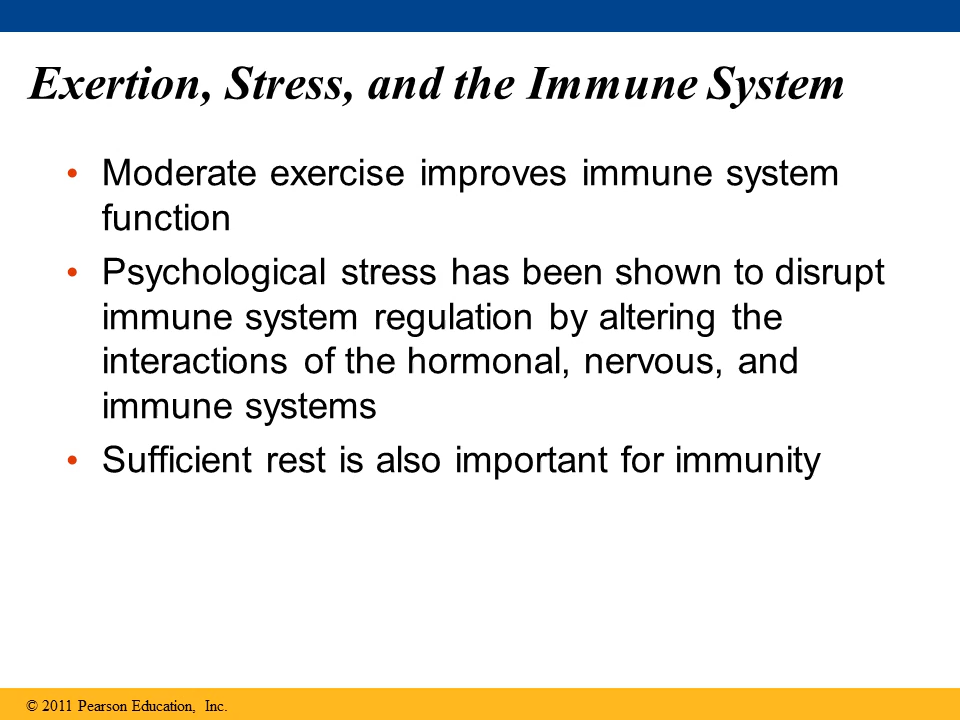 Exertion, Stress, and the Immune System
• Moderate exercise improves immune system
function
• Psychological stress has been shown to disrupt
immune system regulation by altering the
interactions of the hormonal, nervous, and
immune systems
• Sufficient rest is also important for immunity
© 2011 Pearson Education, Inc.